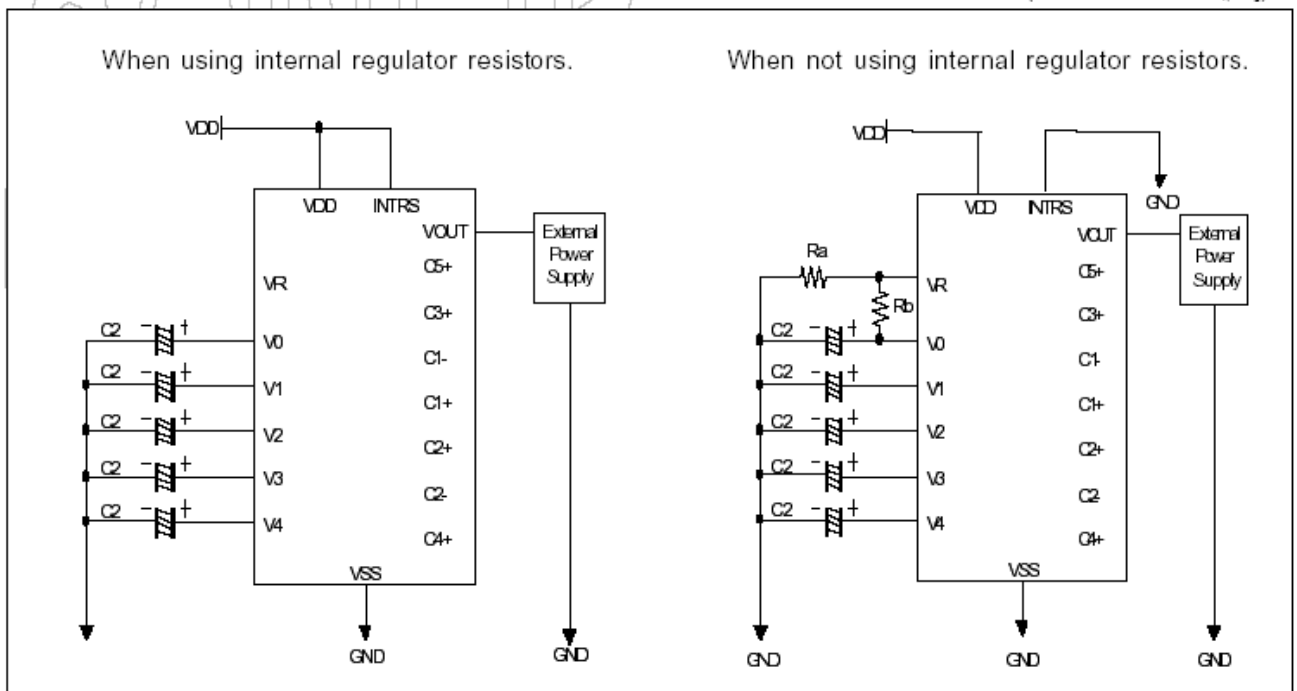 When using internal regulator resistors.
VDD
VDD INTRS
VOUT
C5+
VR
C3+
C2 - + V0
C1-
C2 - + V1
C1+
C2 - + V2
C2+
C2 - + V3
C2-
C2 - + V4
C4+
VSS
External
Power
Supply
GND
GND
When not using internal regulator resistors.
VDD
VDD INTRS
GND
VOUT
C5+
Ra
VR
Rb
C3+
C2 - + V0
C1-
C2 - + V1
C1+
C2 - + V2
C2+
C2 - + V3
C2-
C2 - + V4
C4+
VSS
External
Power
Supply
GND
GND
GND